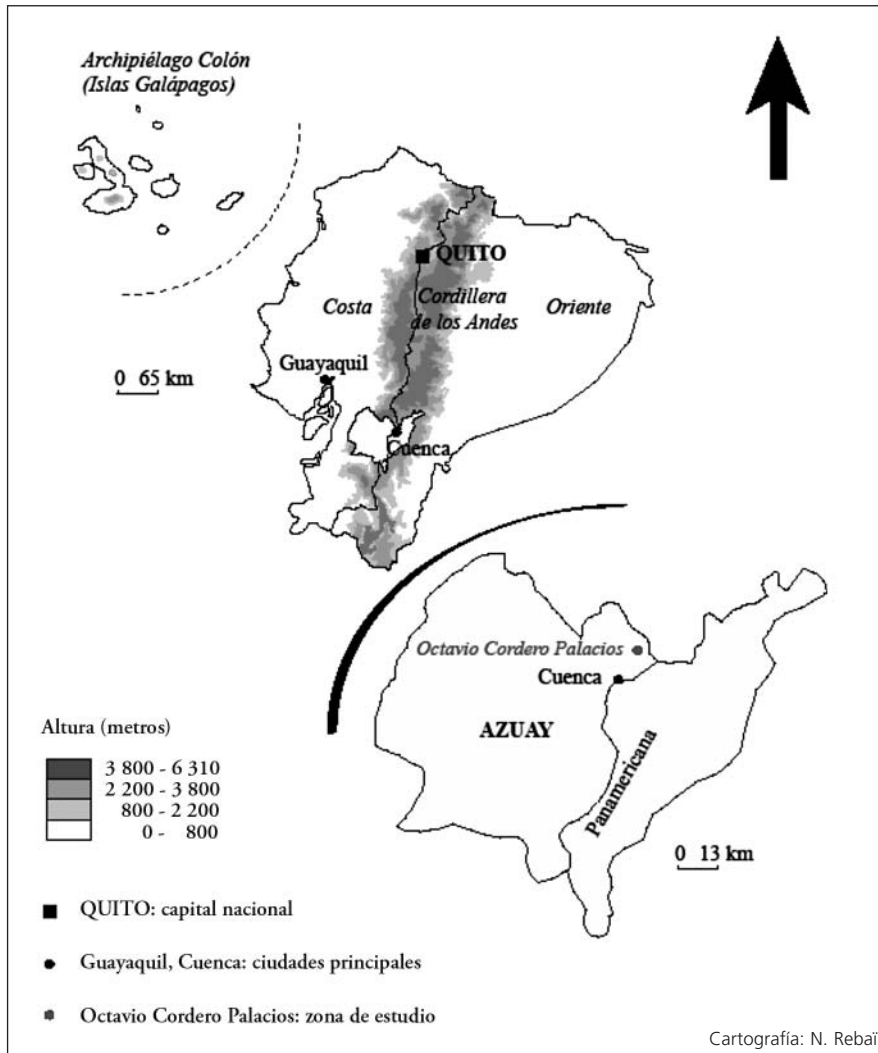 Archipiélago Colón
(Islas Galápagos)
QUITO
Costa
Cordillera
de los Andes
Oriente
Guayaquil
0 65 km
Cuenca
Octavio Cordero Palacios
Cuenca
AZUAY
Panamericana
0 13 km
Altura (metros)
3 800 - 6 310
2 200 - 3 800
800 - 2 200
0 - 800
QUITO: capital nacional
Guayaquil, Cuenca: ciudades principales
Octavio Cordero Palacios: zona de estudio
Cartografía: N. Rebaï